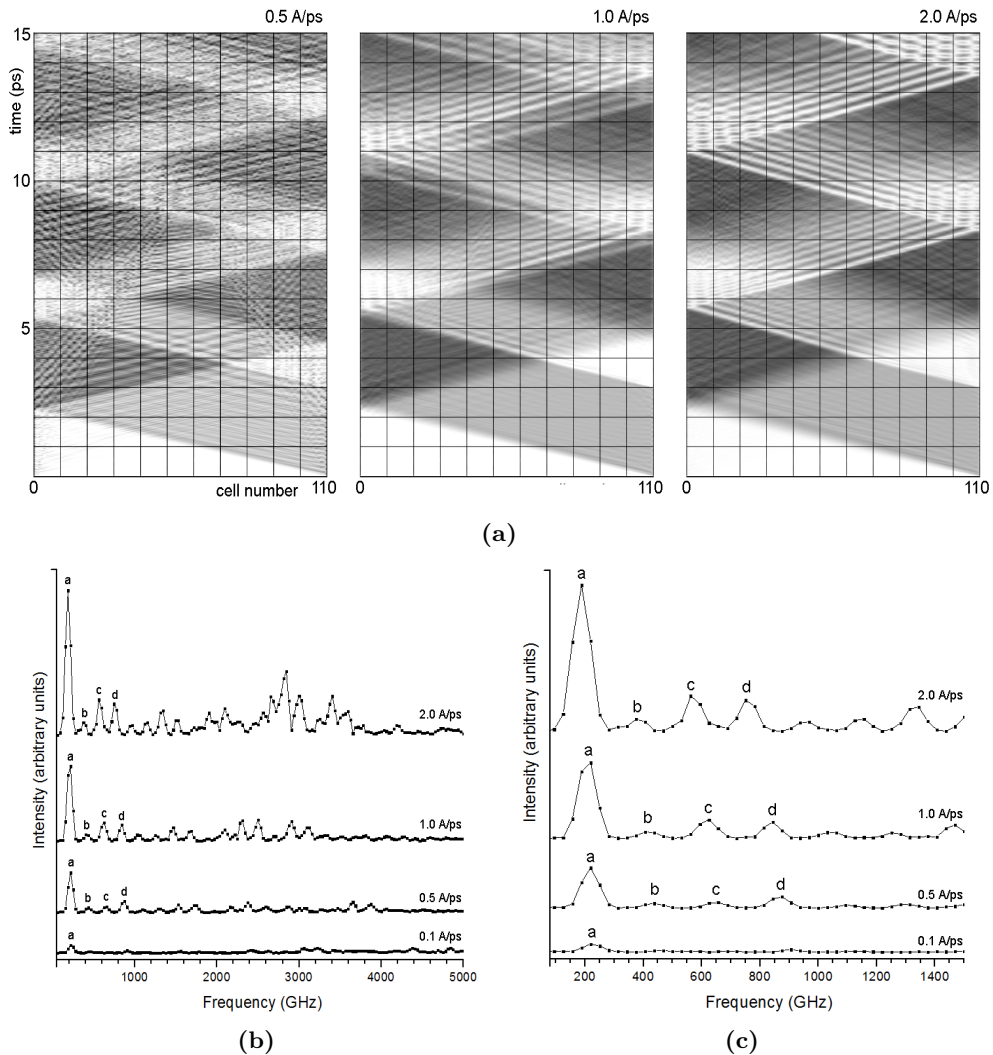 0.5 A/ps 1.0 A/ps 2.0 A/ps
15
10
5
time (ps)
0 cell number 110 0 110 0 110
(a)
a
b
c
d
2.0 A/ps
a
b
c
d
1.0 A/ps
a
b
c
d
0.5 A/ps
a
0.1 A/ps
Intensity (arbitrary units)
1000 2000 3000 4000 5000
Frequency (GHz)
(b)
a
b
c
d
2.0 A/ps
a
b
c
d
1.0 A/ps
a
b
c
d
0.5 A/ps
a
0.1 A/ps
Intensity (arbitrary units)
200 400 600 800 1000 1200 1400
Frequency (GHz)
(c)